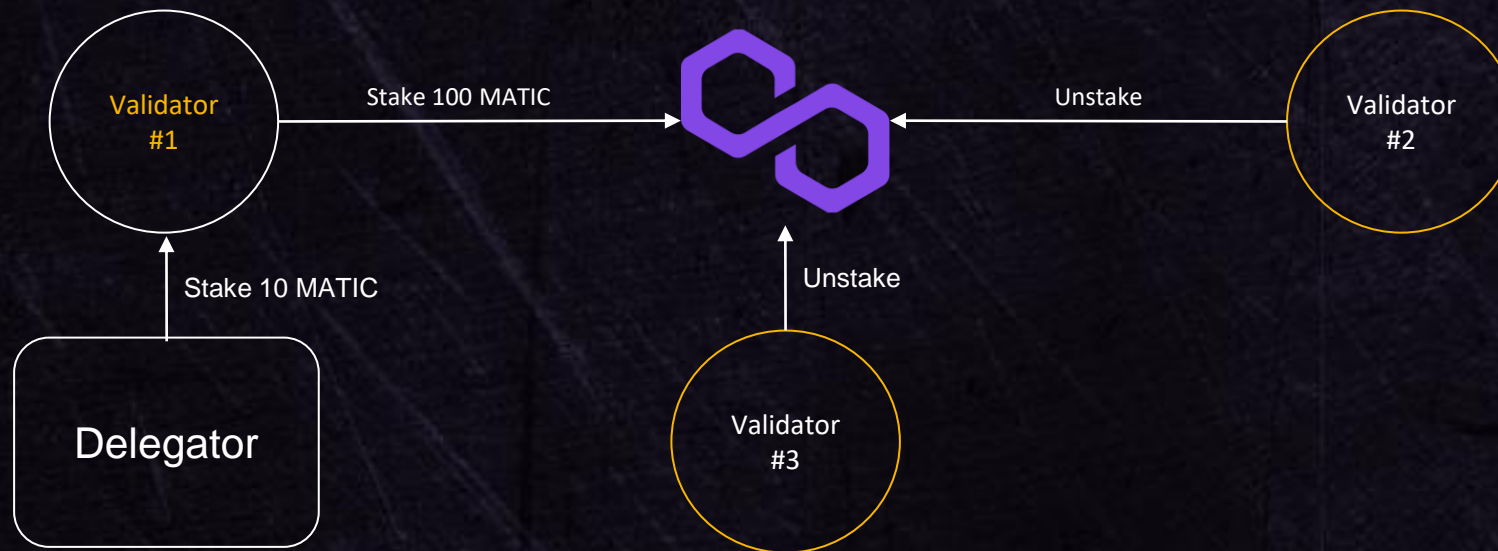 Validator
#1
Stake 100 MATIC
Unstake
Validator
#2
Stake 10 MATIC
Unstake
Delegator
Validator
#3